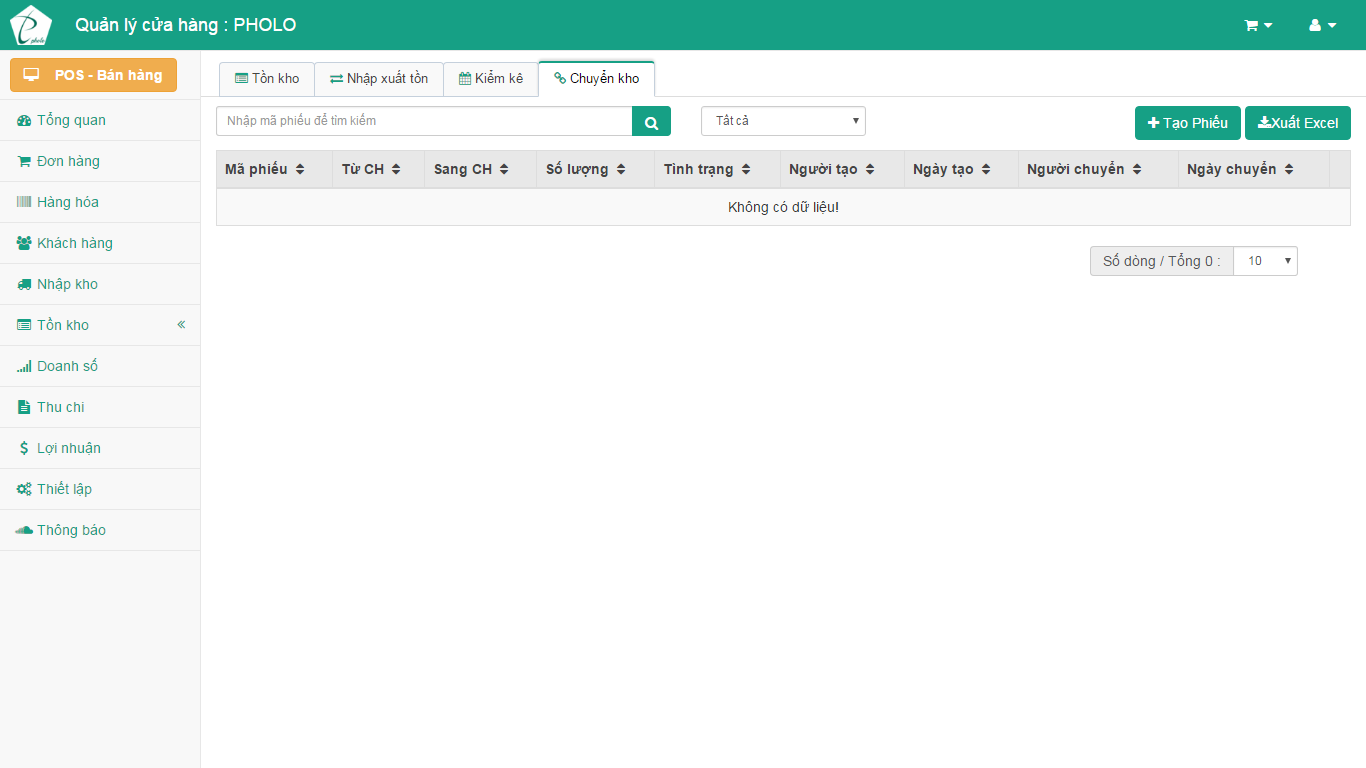 pholo
Quản lý cửa hàng : PHOLO
POS - Bán hàng
Tổng quan
Đơn hàng
Hàng hóa
Khách hàng
Nhập kho
Tồn kho
Doanh số
Thu chi
Lợi nhuận
Thiết lập
Thông báo
Tồn kho Nhập xuất tồn Kiểm kê Chuyển kho
Nhập mã phiếu để tìm kiếm Tất cả Tạo Phiếu Xuất Excel
Mã phiếu Từ CH Sang CH Số lượng Tình trạng Người tạo Ngày tạo Người chuyển Ngày chuyển
Không có dữ liệu!
Số dòng / Tổng 0 : 10